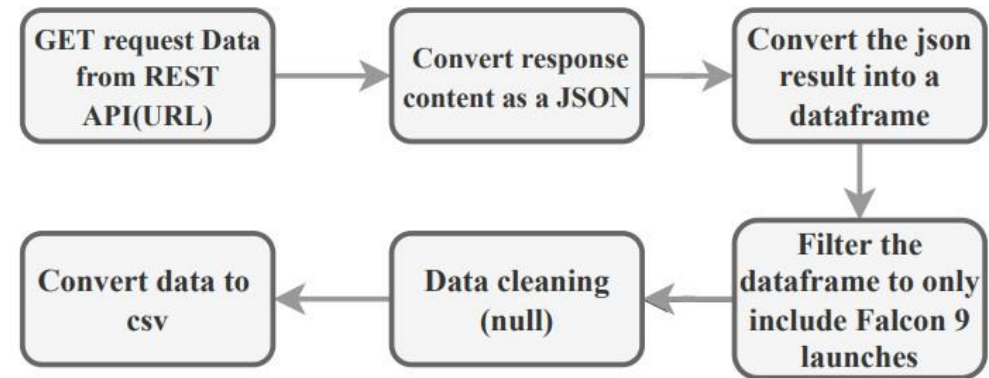 GET request Data
from REST
API(URL)
Convert response
content as a JSON
Convert the json
result into a
dataframe
Filter the
dataframe to only
include Falcon 9
launches
Data cleaning
(null)
Convert data to
csv